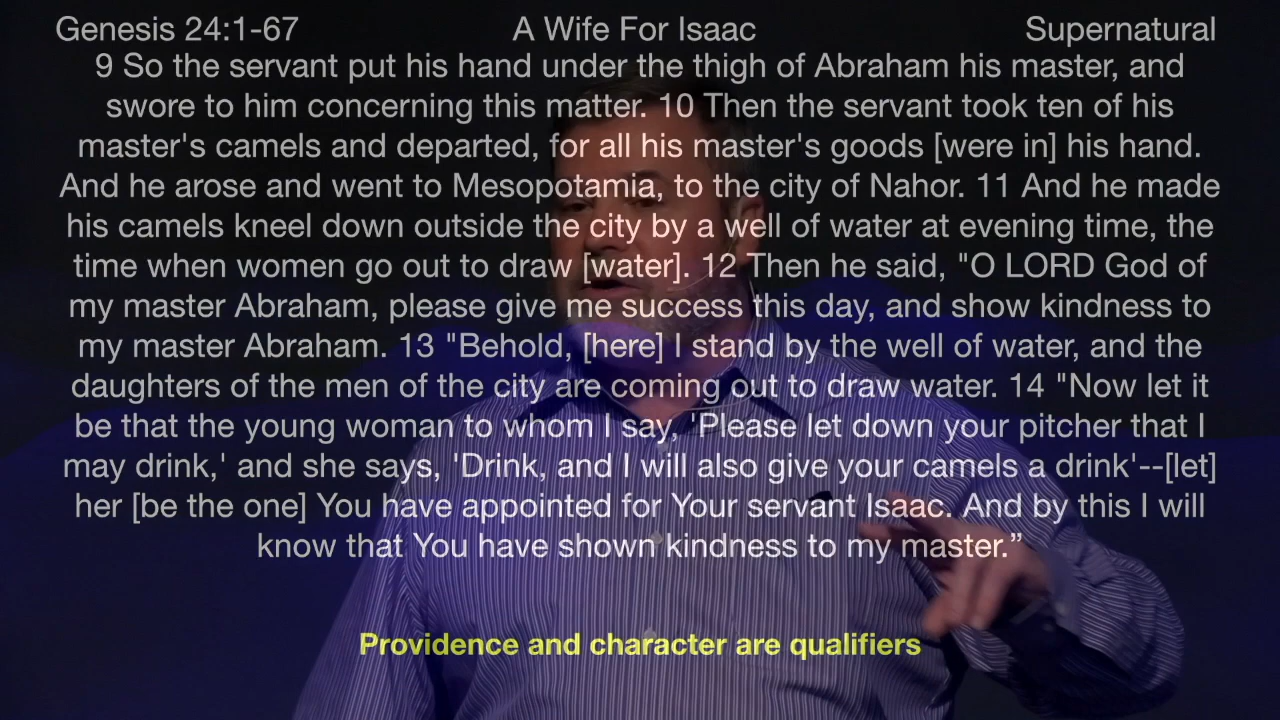 Genesis 24:1-67 A Wife For Isaac Supernatural
9 So the servant put his hand under the thigh of Abraham his master, and
swore to him concerning this matter. 10 Then the servant took ten of his
master's camels and departed, for all his master's goods [were in] his hand.
And he arose and went to Mesopotamia, to the city of Nahor. 11 And he made
his camels kneel down outside the city by a well of water at evening time, the
time when women go out to draw [water]. 12 Then he said, "O LORD God of
my master Abraham, please give me success this day, and show kindness to
my master Abraham. 13 "Behold, [here] I stand by the well of water, and the
daughters of the men of the city are coming out to draw water. 14 "Now let it
be that the young woman to whom I say, 'Please let down your pitcher that I
may drink,' and she says, 'Drink, and I will also give your camels a drink'--[let]
her [be the one] You have appointed for Your servant Isaac. And by this I will
know that You have shown kindness to my master.”
Providence and character are qualifiers